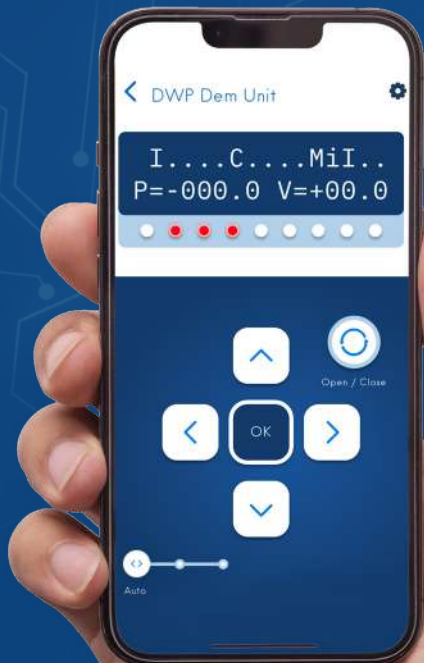 DWP Dem Unit
I....C....MiI..
P=-000.0 V=+00.0
Open / Close
OK
Auto